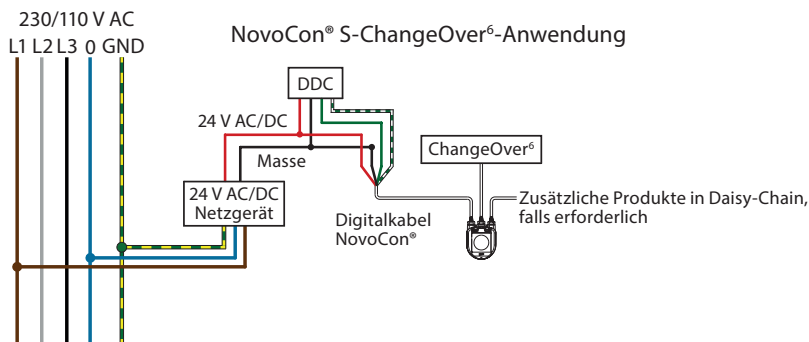 230/110 V AC
L1 L2 L3 0 GND
NovoCon® S-ChangeOver⁶-Anwendung
DDC
24 V AC/DC
Masse
ChangeOver⁶
24 V AC/DC
Netzgerät
Digitalkabel
NovoCon®
Zusätzliche Produkte in Daisy-Chain,
falls erforderlich